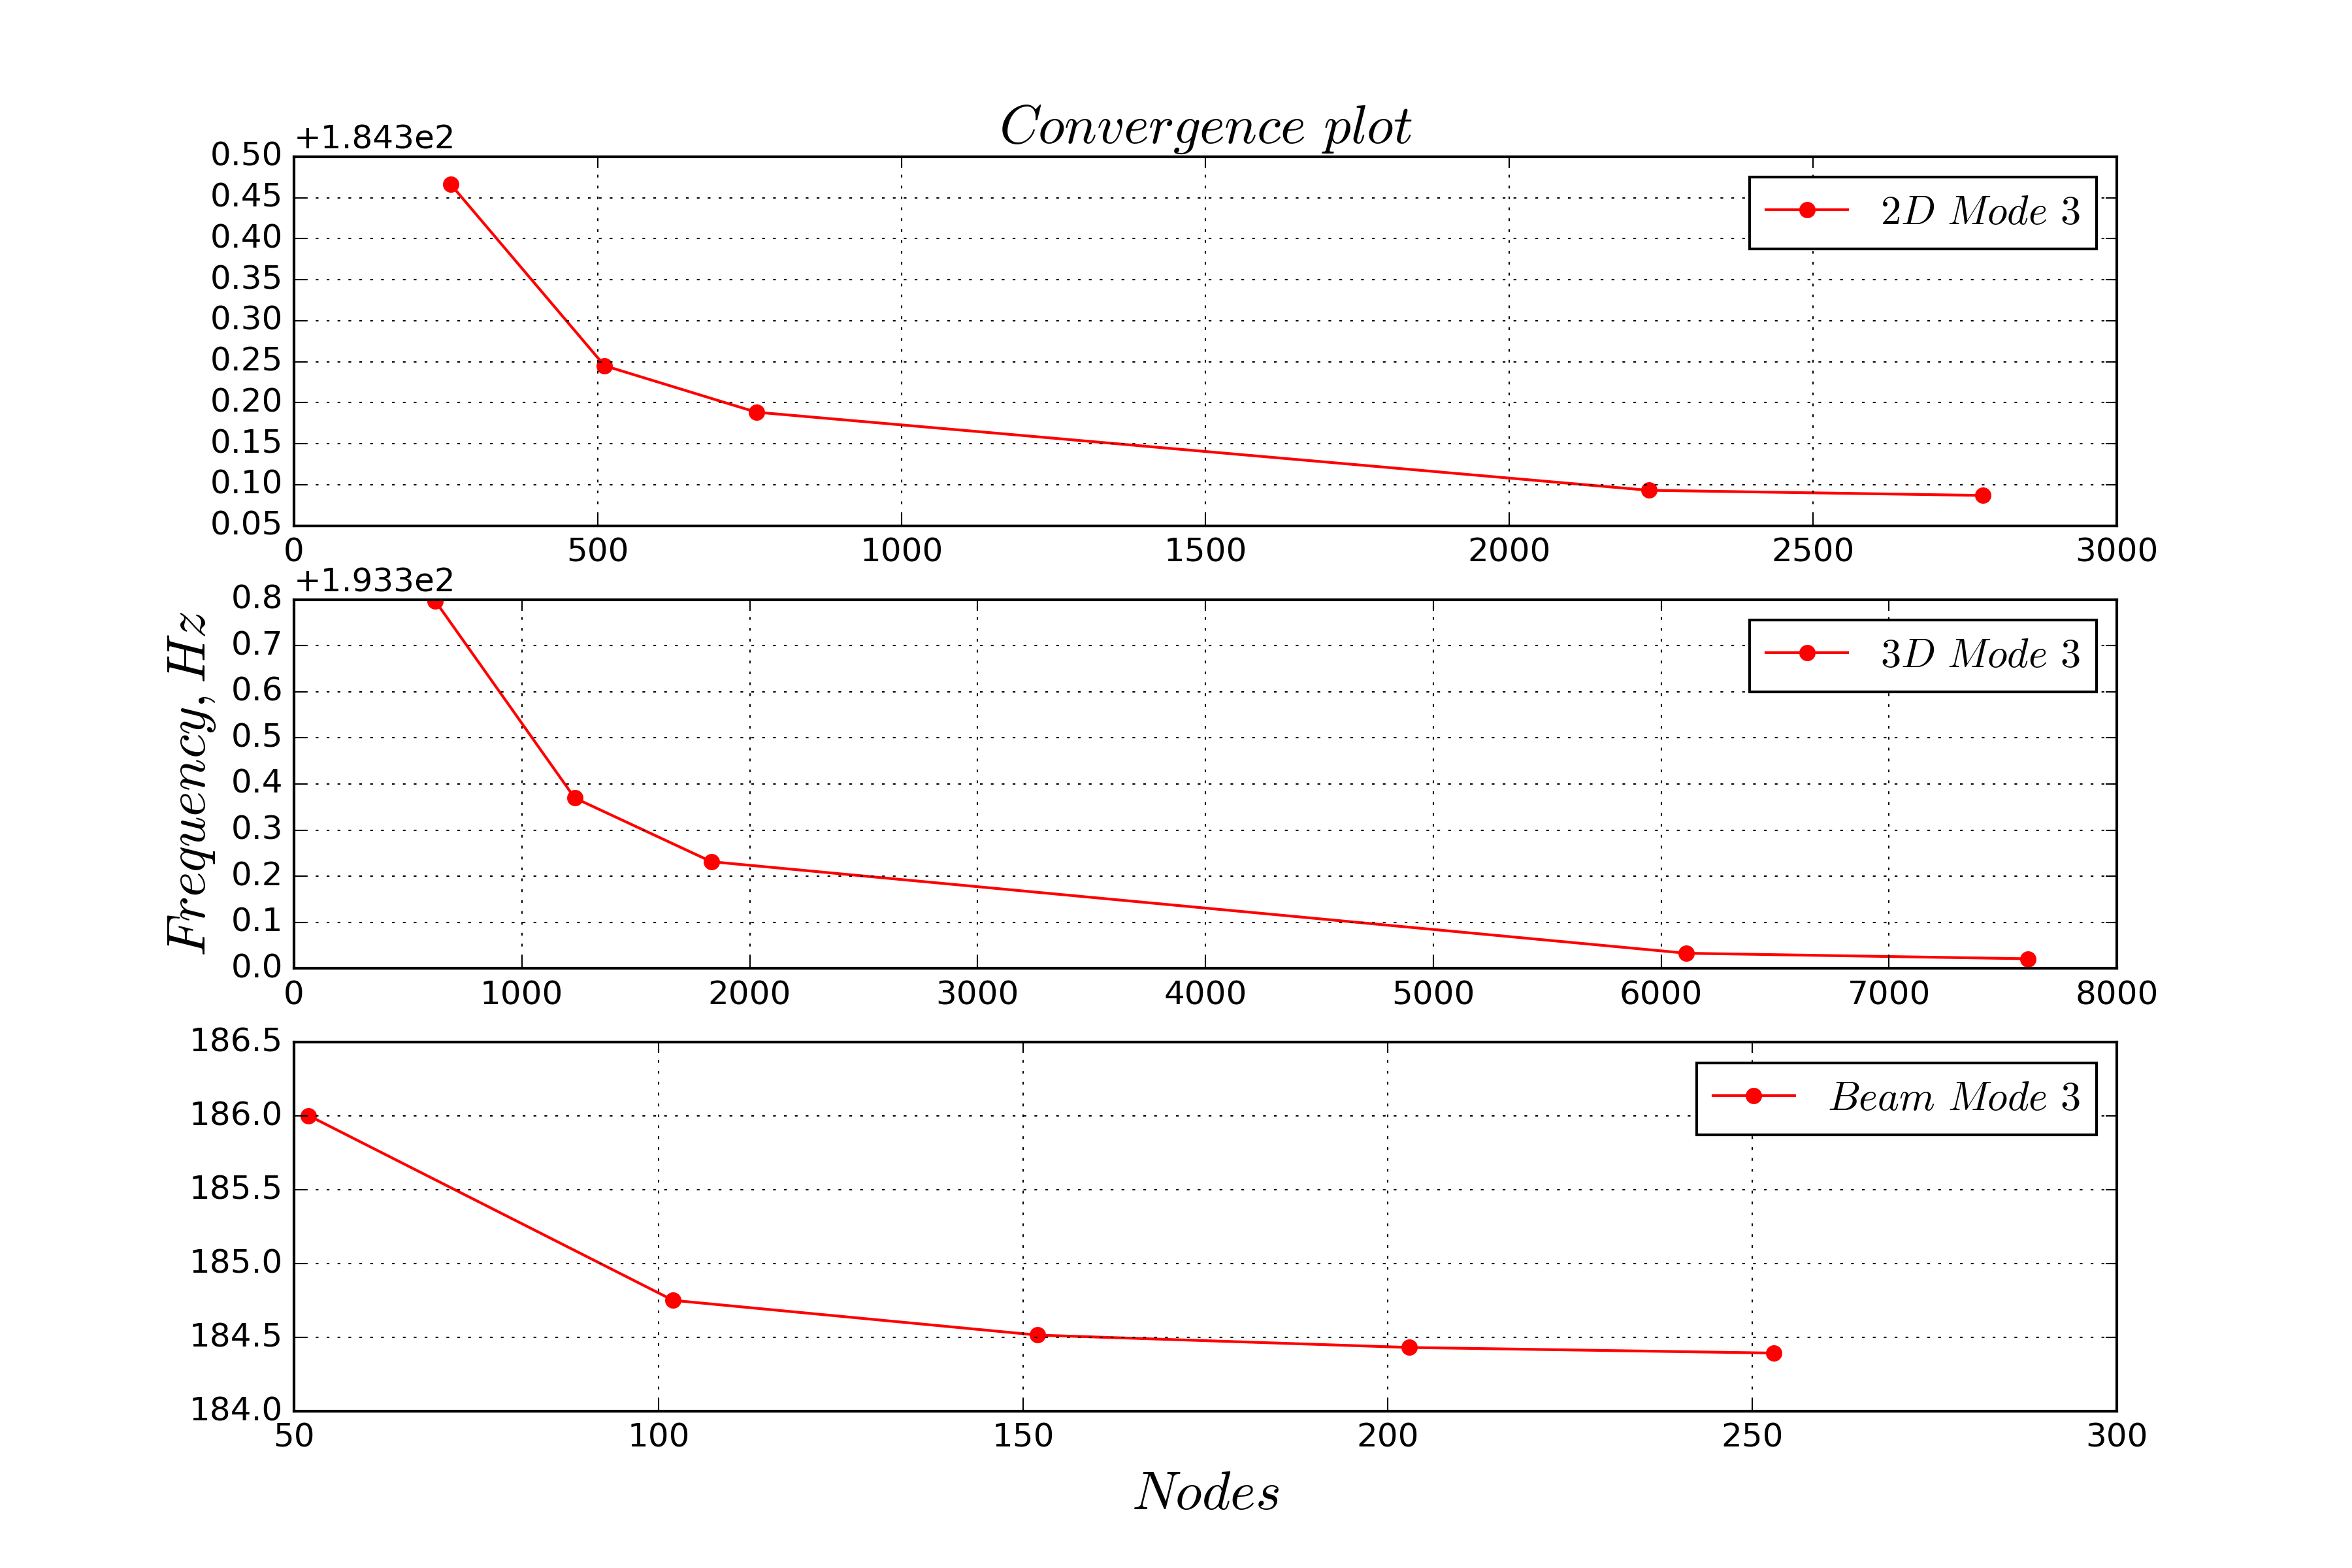 Convergence plot
+1.843e2
0.50
0.45
0.40
0.35
0.30
0.25
0.20
0.15
0.10
0.05
0 500 1000 1500 2000 2500 3000
2D Mode 3
Frequency, Hz
+1.933e2
0.8
0.7
0.6
0.5
0.4
0.3
0.2
0.1
0.0
0 1000 2000 3000 4000 5000 6000 7000 8000
3D Mode 3
186.5
186.0
185.5
185.0
184.5
184.0
50 100 150 200 250 300
Beam Mode 3
Nodes